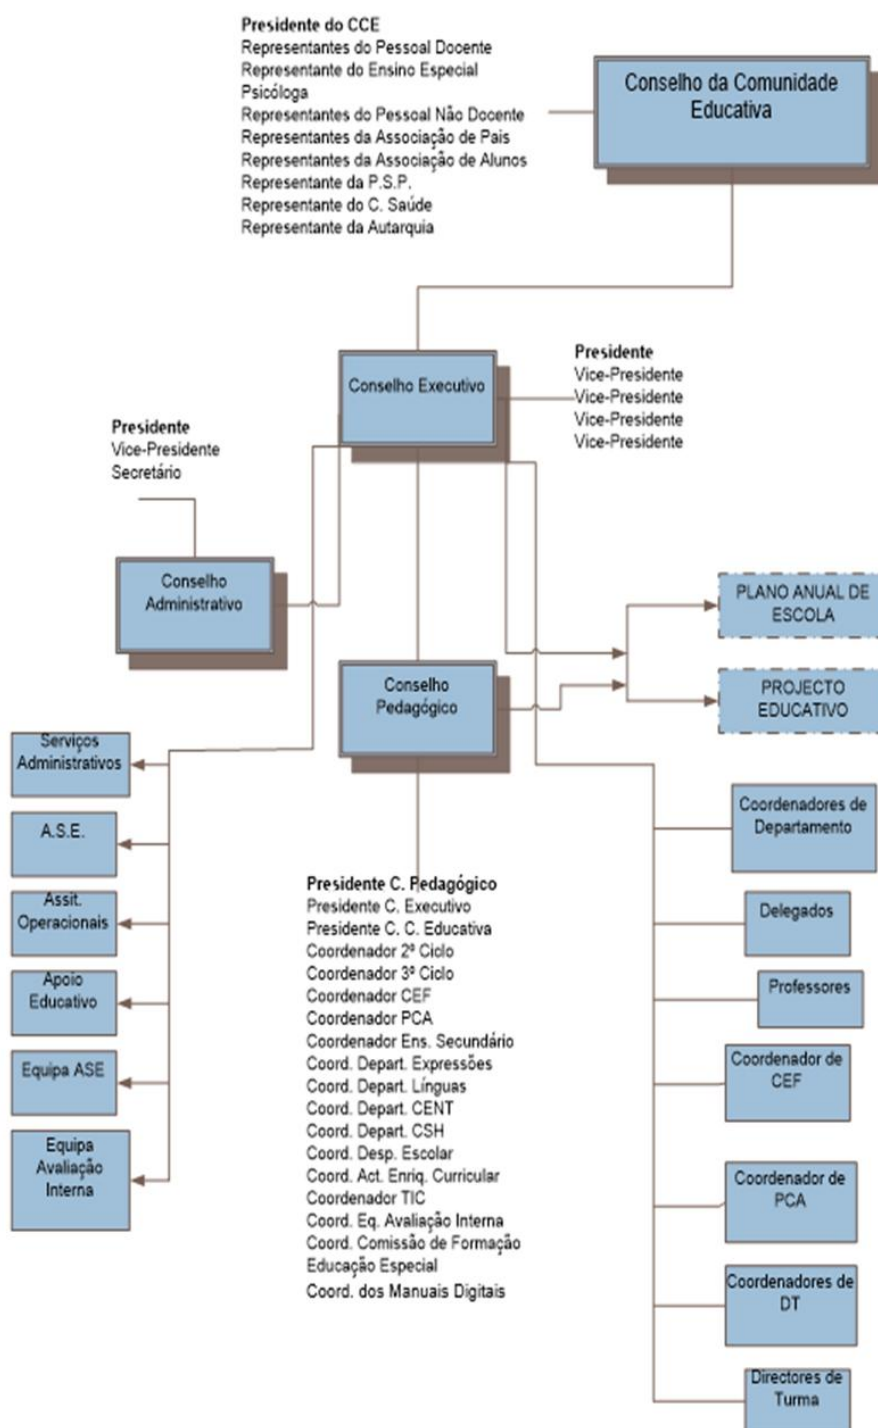 Presidente do CCE
Representantes do Pessoal Docente
Representante do Ensino Especial
Psicóloga
Representantes do Pessoal Não Docente
Representantes da Associação de Pais
Representantes da Associação de Alunos
Representante da P.S.P.
Representante do C. Saúde
Representante da Autarquia
Conselho da Comunidade
Educativa
Conselho Executivo
Presidente
Vice-Presidente
Vice-Presidente
Vice-Presidente
Vice-Presidente
Presidente
Vice-Presidente
Secretário
Conselho
Administrativo
Conselho
Pedagógico
PLANO ANUAL DE
ESCOLA
PROJECTO
EDUCATIVO
Serviços
Administrativos
A.S.E.
Assit.
Operacionais
Apoio
Educativo
Equipa ASE
Equipa
Avaliação
Interna
Presidente C. Pedagógico
Presidente C. Executivo
Presidente C. C. Educativa
Coordenador 2º Ciclo
Coordenador 3º Ciclo
Coordenador CEF
Coordenador PCA
Coordenador Ens. Secundário
Coord. Depart. Expressões
Coord. Depart. Línguas
Coord. Depart. CENT
Coord. Depart. CSH
Coord. Desp. Escolar
Coord. Act. Enriq. Curricular
Coordenador TIC
Coord. Eq. Avaliação Interna
Coord. Comissão de Formação
Educação Especial
Coord. dos Manuais Digitais
Coordenadores de
Departamento
Delegados
Professores
Coordenador de
CEF
Coordenador de
PCA
Coordenadores de
DT
Directores de
Turma